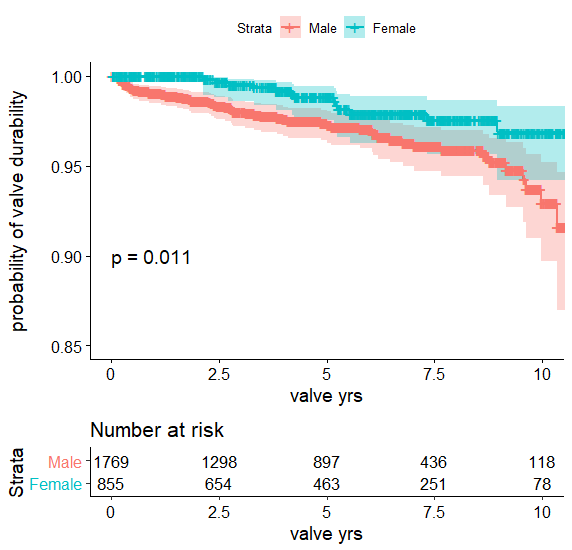 Strata Male Female
probability of valve durability
1.00
0.95
0.90
0.85
p = 0.011
0 2.5 5 7.5 10
valve yrs
Number at risk
Strata
Male 1769 1298 897 436 118
Female 855 654 463 251 78
0 2.5 5 7.5 10
valve yrs